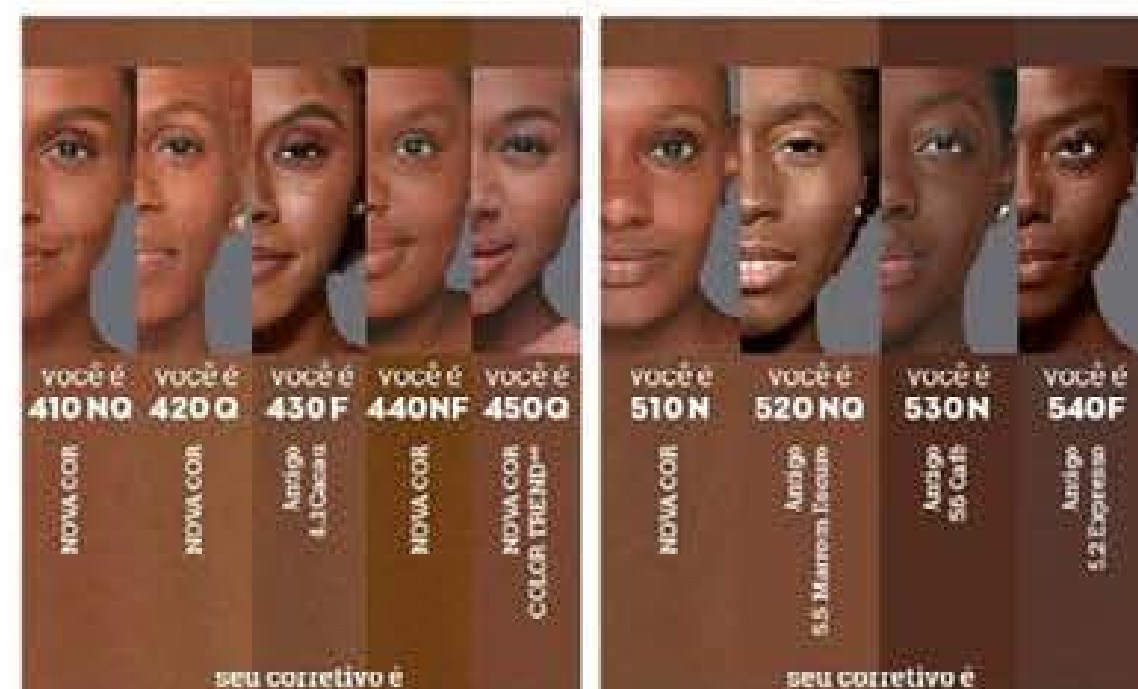 você é
410 NQ
NOVA COR
você é
420 Q
NOVA COR
você é
430 F
Antigo
você é
440 NF
NOVA COR
você é
450 Q
NOVA COR
COLOR TREND
seu corretivo é
você é
510 N
NOVA COR
você é
520 NQ
Antigo
5.5 Marrom Escuro
você é
530 N
Antigo
5.6 Café
você é
540 F
Antigo
5.2 Expresso
seu corretivo é